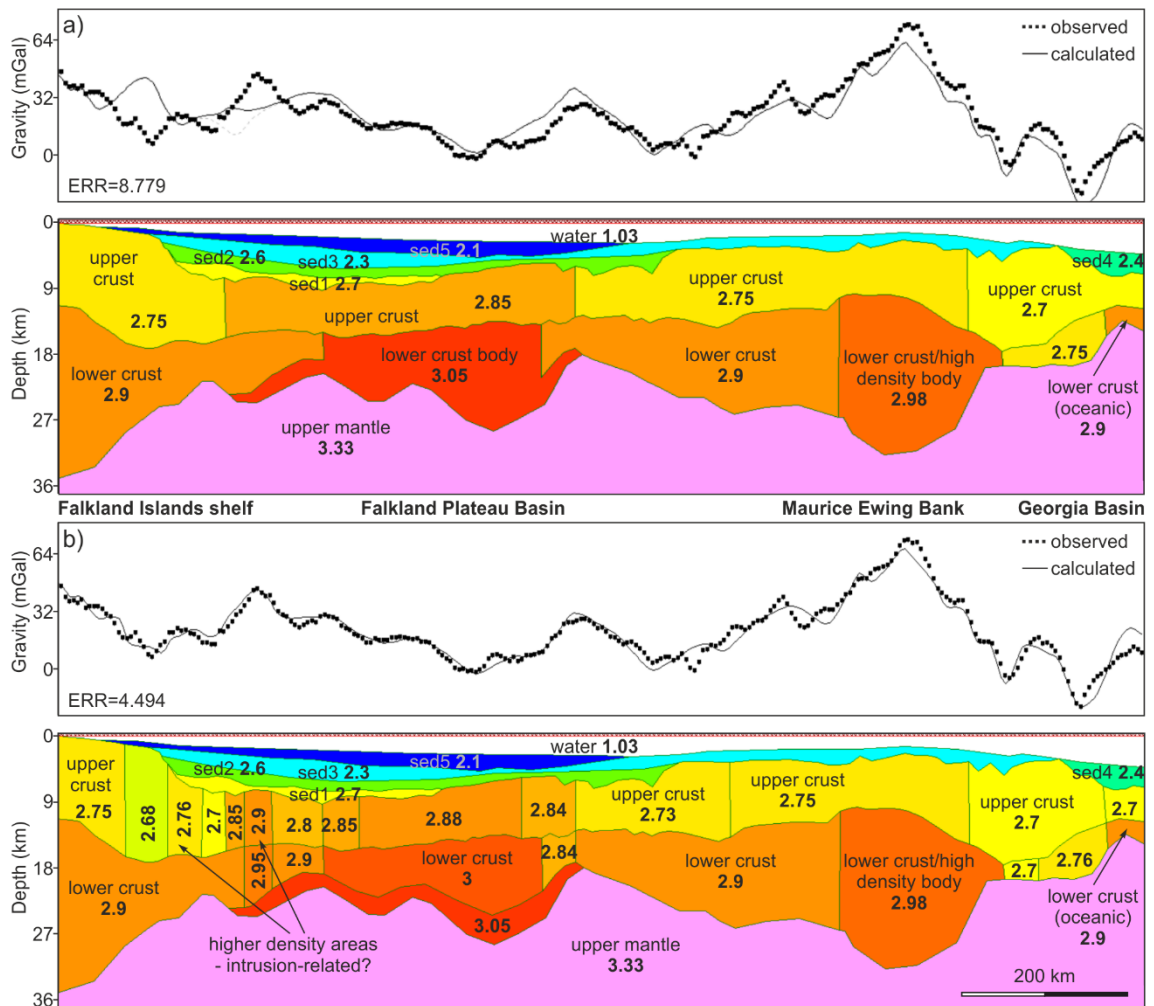 a)
observed
calculated
Gravity (mGal)
64
32
0
ERR=8.779
Depth (km)
0
9
18
27
36
water 1.03
sed5 2.1
sed2 2.6
sed3 2.3
sed4 2.4
sed1 2.7
upper
crust
2.75
upper crust
2.85
upper crust
2.75
upper crust
2.7
2.75
lower crust
2.9
lower crust body
3.05
lower crust
2.9
lower crust/high
density body
2.98
lower crust
(oceanic)
2.9
upper mantle
3.33
Falkland Islands shelf
Falkland Plateau Basin
Maurice Ewing Bank
Georgia Basin
b)
observed
calculated
Gravity (mGal)
64
32
0
ERR=4.494
Depth (km)
0
9
18
27
36
water 1.03
sed5 2.1
sed2 2.6
sed3 2.3
sed4 2.4
sed1 2.7
upper
crust
2.75
2.68
2.76
2.7
2.85
2.9
2.8
2.85
2.88
2.84
upper crust
2.73
upper crust
2.75
upper crust
2.7
2.7
2.95
2.9
lower crust
3
2.84
2.7
2.76
lower crust
2.9
3.05
lower crust
2.9
lower crust/high
density body
2.98
lower crust
(oceanic)
2.9
higher density areas
- intrusion-related?
upper mantle
3.33
200 km